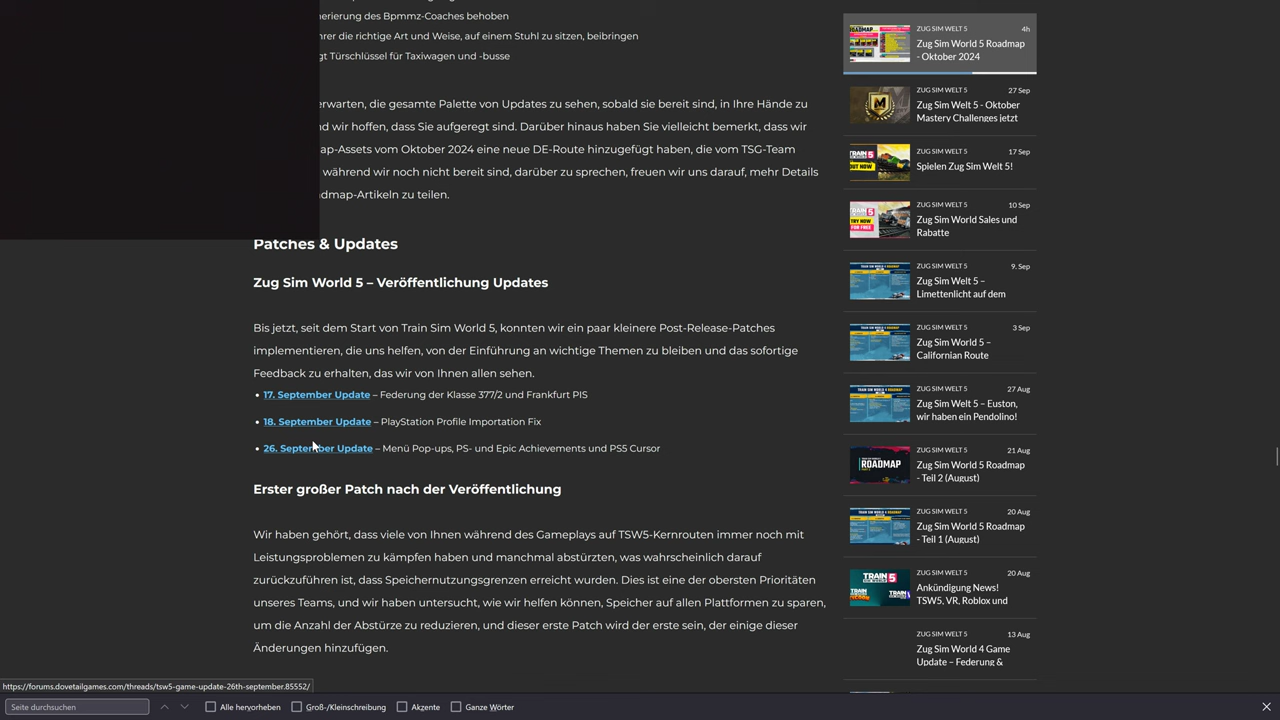 nerierung des Bpmmz-Coaches behoben
rer die richtige Art und Weise, auf einem Stuhl zu sitzen, beibringen
gt Türschlüssel für Taxiwagen und -busse
erwarten, die gesamte Palette von Updates zu sehen, sobald sie bereit sind, in Ihre Hände zu
nd wir hoffen, dass Sie aufgeregt sind. Darüber hinaus haben Sie vielleicht bemerkt, dass wir
ap-Assets vom Oktober 2024 eine neue DE-Route hinzugefügt haben, die vom TSG-Team
während wir noch nicht bereit sind, darüber zu sprechen, freuen wir uns darauf, mehr Details
admap-Artikeln zu teilen.
Patches & Updates
Zug Sim World 5 – Veröffentlichung Updates
Bis jetzt, seit dem Start von Train Sim World 5, konnten wir ein paar kleinere Post-Release-Patches
implementieren, die uns helfen, von der Einführung an wichtige Themen zu bleiben und das sofortige
Feedback zu erhalten, das wir von Ihnen allen sehen.
• 17. September Update – Federung der Klasse 377/2 und Frankfurt PIS
• 18. September Update – PlayStation Profile Importation Fix
• 26. September Update – Menü Pop-ups, PS- und Epic Achievements und PS5 Cursor
Erster großer Patch nach der Veröffentlichung
Wir haben gehört, dass viele von Ihnen während des Gameplays auf TSW5-Kernrouten immer noch mit
Leistungsproblemen zu kämpfen haben und manchmal abstürzten, was wahrscheinlich darauf
zurückzuführen ist, dass Speichernutzungsgrenzen erreicht wurden. Dies ist eine der obersten Prioritäten
unseres Teams, und wir haben untersucht, wie wir helfen können, Speicher auf allen Plattformen zu sparen,
um die Anzahl der Abstürze zu reduzieren, und dieser erste Patch wird der erste sein, der einige dieser
Änderungen hinzufügen.
ZUG SIM WELT 5 4h
Zug Sim World 5 Roadmap
- Oktober 2024
ZUG SIM WELT 5 27 Sep
Zug Sim Welt 5 - Oktober
Mastery Challenges jetzt
ZUG SIM WELT 5 17 Sep
Spielen Zug Sim Welt 5!
ZUG SIM WELT 5 10 Sep
Zug Sim World Sales und
Rabatte
ZUG SIM WELT 5 9. Sep
Zug Sim Welt 5 –
Limettenlicht auf dem
ZUG SIM WELT 5 3 Sep
Zug Sim World 5 –
Californian Route
ZUG SIM WELT 5 27 Aug
Zug Sim Welt 5 – Euston,
wir haben ein Pendolino!
ROADMAP
ZUG SIM WELT 5 21 Aug
Zug Sim World 5 Roadmap
- Teil 2 (August)
ZUG SIM WELT 5 20 Aug
Zug Sim World 5 Roadmap
- Teil 1 (August)
ZUG SIM WELT 5 20 Aug
Ankündigung News!
TSW5, VR, Roblox und
ZUG SIM WELT 5 13 Aug
Zug Sim World 4 Game
Update – Federung &
https://forums.dovetailgames.com/threads/tsw5-game-update-26th-september.85552/
Seite durchsuchen Alle hervorheben Groß-/Kleinschreibung Akzente Ganze Wörter